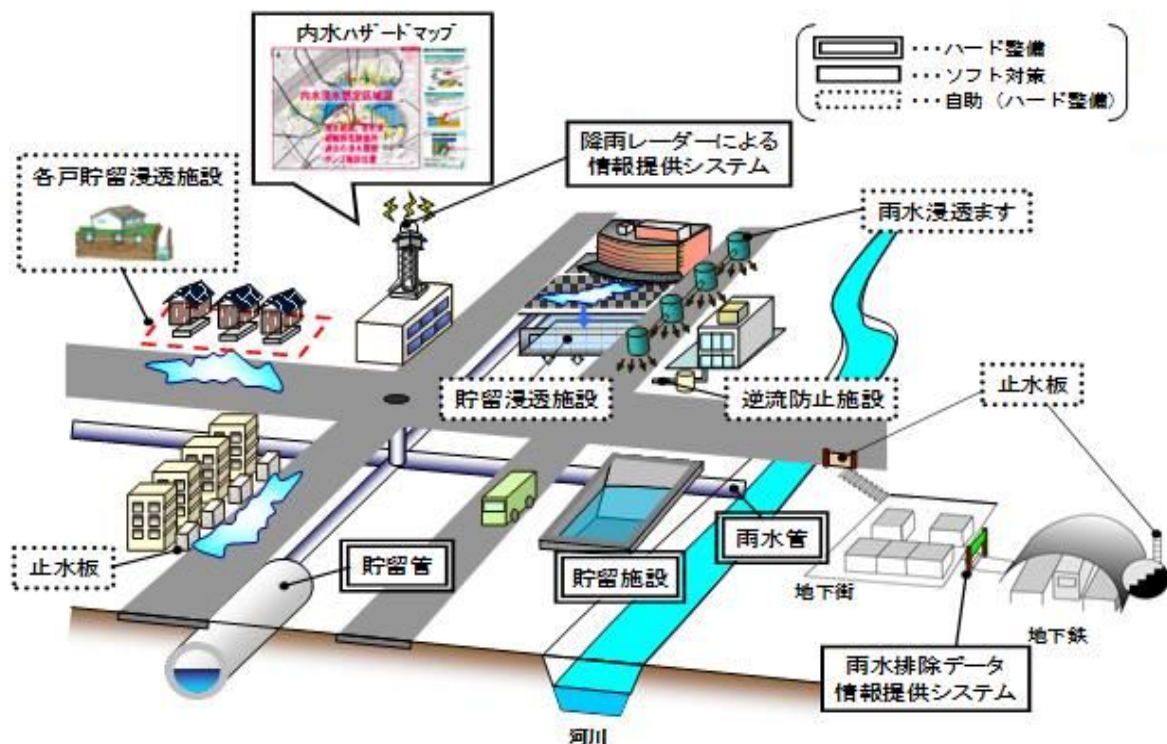 内水ハザードマップ
内水浸水想定区域図
・・・ハード整備
・・・ソフト対策
・・・自助（ハード整備）
降雨レーダーによる
情報提供システム
各戸貯留浸透施設
雨水浸透ます
貯留浸透施設
逆流防止施設
止水板
止水板
貯留管
貯留施設
雨水管
地下街
地下鉄
雨水排除データ
情報提供システム
河川